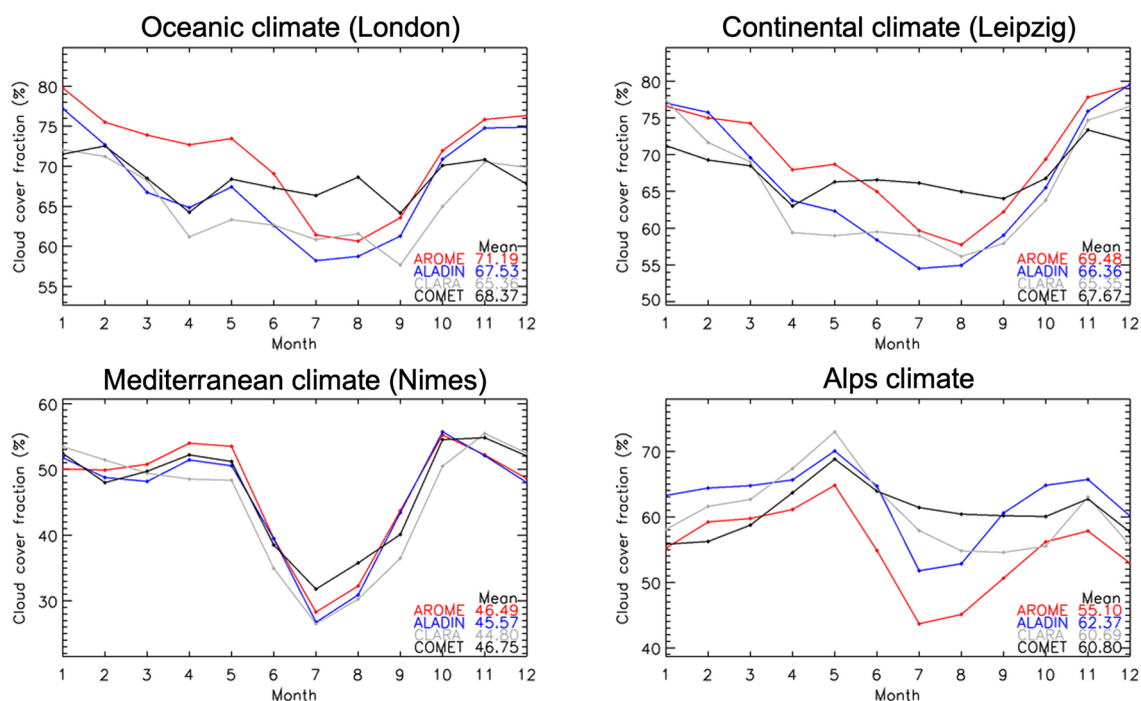 Oceanic climate (London)
Cloud cover fraction (%)
80
75
70
65
60
55
Mean
AROME 71.19
ALADIN 67.53
CLARA 65.36
COMET 68.37
1 2 3 4 5 6 7 8 9 10 11 12
Month
Continental climate (Leipzig)
Cloud cover fraction (%)
80
75
70
65
60
55
50
Mean
AROME 69.48
ALADIN 66.36
CLARA 65.35
COMET 67.67
1 2 3 4 5 6 7 8 9 10 11 12
Month
Mediterranean climate (Nimes)
Cloud cover fraction (%)
60
50
40
30
Mean
AROME 46.49
ALADIN 45.57
CLARA 44.80
COMET 46.75
1 2 3 4 5 6 7 8 9 10 11 12
Month
Alps climate
Cloud cover fraction (%)
70
60
50
40
Mean
AROME 55.10
ALADIN 62.37
CLARA 60.69
COMET 60.80
1 2 3 4 5 6 7 8 9 10 11 12
Month